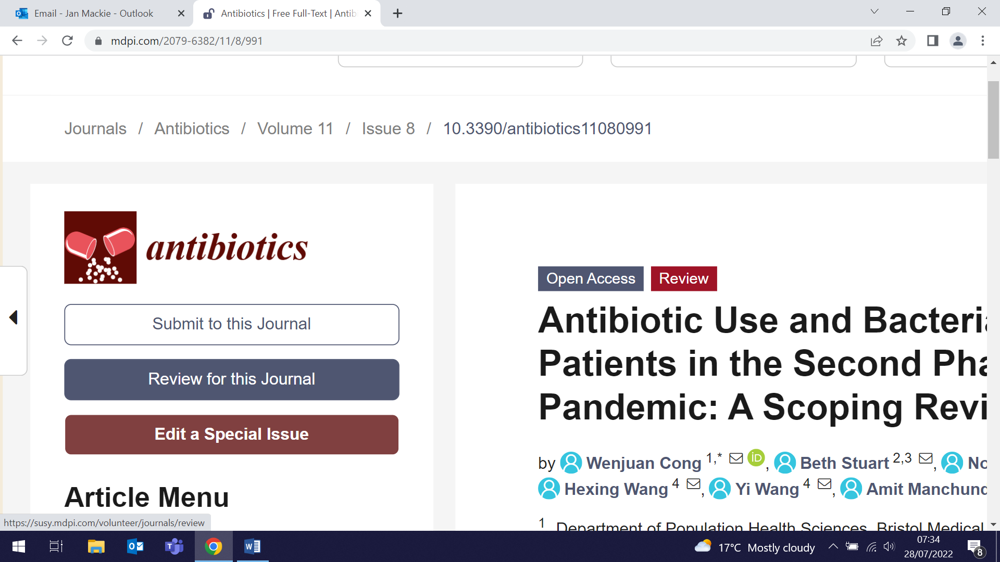 Email - Jan Mackie - Outlook
Antibiotics | Free Full-Text | Antib
mdpi.com/2079-6382/11/8/991
Journals / Antibiotics / Volume 11 / Issue 8 / 10.3390/antibiotics11080991
antibiotics
Submit to this Journal
Review for this Journal
Edit a Special Issue
Article Menu
Open Access Review
Antibiotic Use and Bacteria
Patients in the Second Pha
Pandemic: A Scoping Revi
by Wenjuan Cong 1,* iD, Beth Stuart 2,3, No
Hexing Wang 4, Yi Wang 4, Amit Manchund
1 Department of Population Health Sciences, Bristol Medical
https://susy.mdpi.com/volunteer/journals/review
17°C Mostly cloudy
07:34
28/07/2022
8